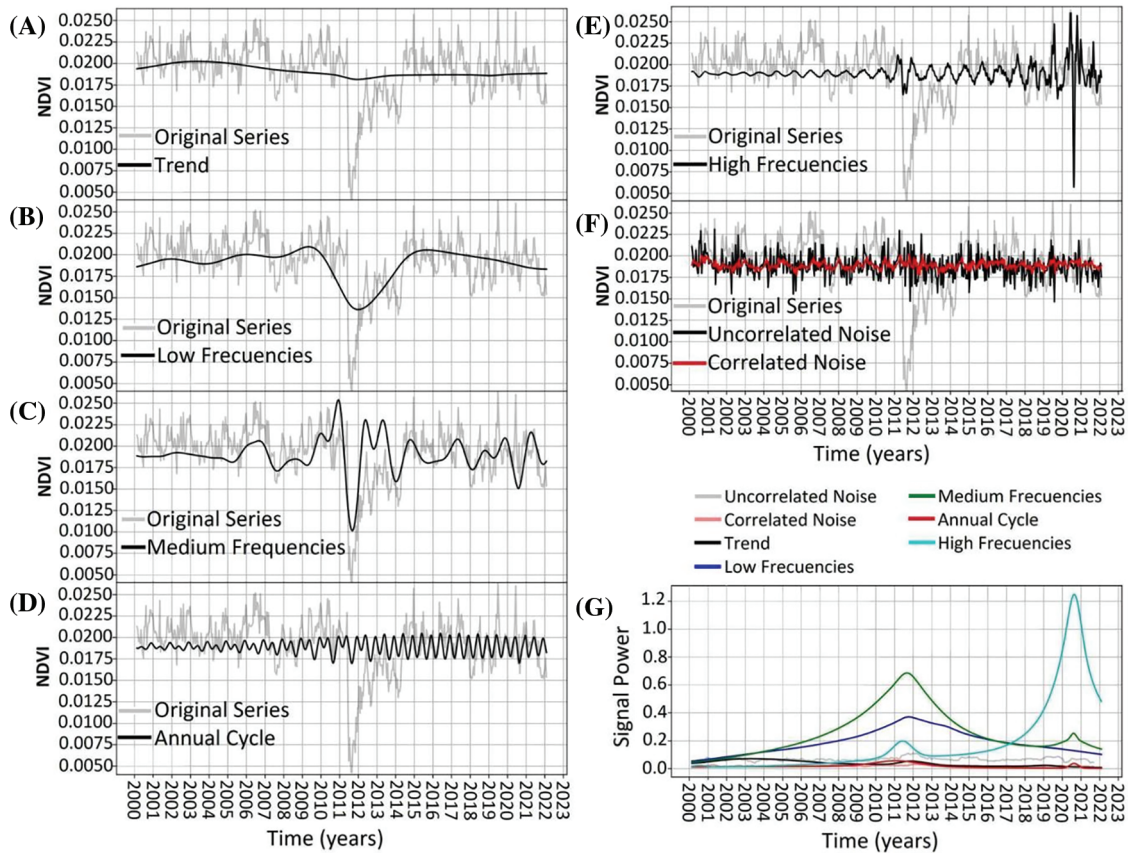 (A)
0.0250
0.0225
0.0200
0.0175
0.0150
0.0125
0.0100
0.0075
0.0050
NDVI
Original Series
Trend
(B)
0.0250
0.0225
0.0200
0.0175
0.0150
0.0125
0.0100
0.0075
0.0050
NDVI
Original Series
Low Frecuencies
(C)
0.0250
0.0225
0.0200
0.0175
0.0150
0.0125
0.0100
0.0075
0.0050
NDVI
Original Series
Medium Frequencies
(D)
0.0250
0.0225
0.0200
0.0175
0.0150
0.0125
0.0100
0.0075
0.0050
NDVI
Original Series
Annual Cycle
2000 2001 2002 2003 2004 2005 2006 2007 2008 2009 2010 2011 2012 2013 2014 2015 2016 2017 2018 2019 2020 2021 2022 2023
Time (years)
(E)
0.0250
0.0225
0.0200
0.0175
0.0150
0.0125
0.0100
0.0075
0.0050
NDVI
Original Series
High Frecuencies
(F)
0.0250
0.0225
0.0200
0.0175
0.0150
0.0125
0.0100
0.0075
0.0050
NDVI
Original Series
Uncorrelated Noise
Correlated Noise
2000 2001 2002 2003 2004 2005 2006 2007 2008 2009 2010 2011 2012 2013 2014 2015 2016 2017 2018 2019 2020 2021 2022 2023
Time (years)
Uncorrelated Noise
Correlated Noise
Trend
Low Frecuencies
Medium Frecuencies
Annual Cycle
High Frecuencies
(G)
1.2
0.8
0.6
0.4
0.2
0.0
Signal Power
2000 2001 2002 2003 2004 2005 2006 2007 2008 2009 2010 2011 2012 2013 2014 2015 2016 2017 2018 2019 2020 2021 2022 2023
Time (years)